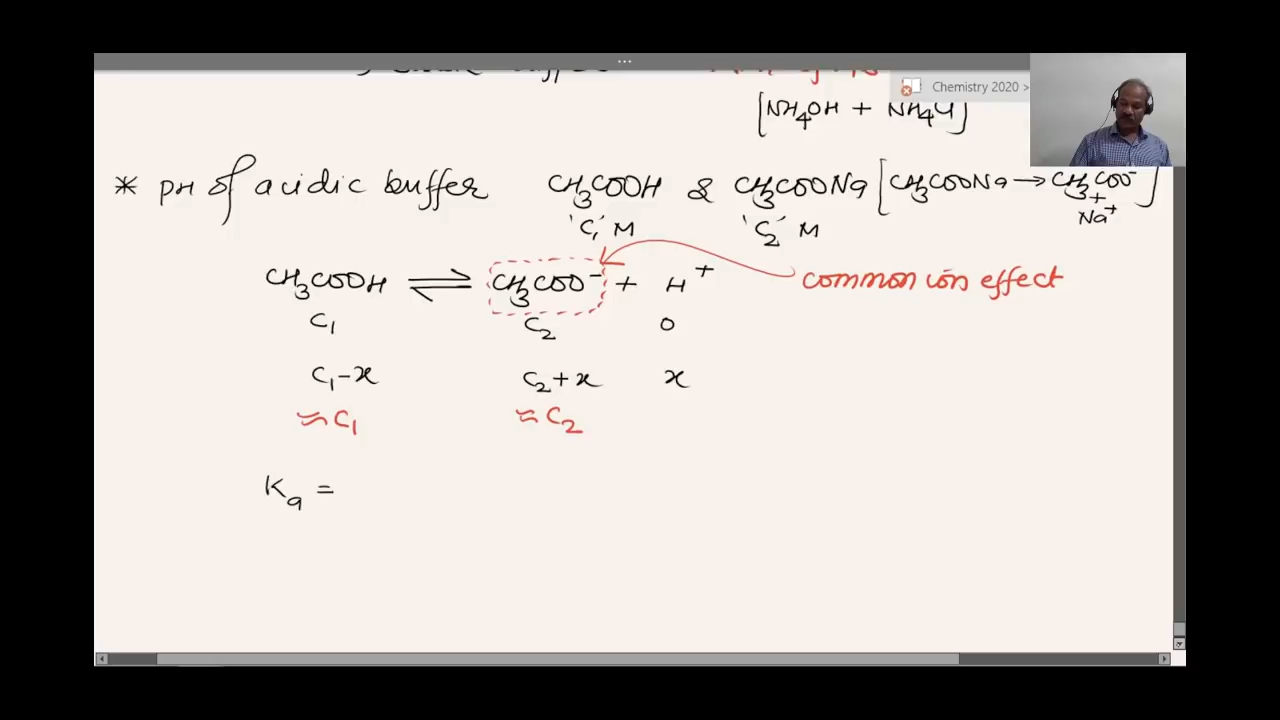 Chemistry 2020 >
[NH₄OH + NH₄Cl]
* pH of acidic buffer CH₃COOH & CH₃COONa [CH₃COONa → CH₃COO⁻ + Na⁺]
'C₁' M 'C₂' M
CH₃COOH ⇌ CH₃COO⁻ + H⁺ common ion effect
C₁ C₂ 0
C₁-x C₂+x x
≈ C₁ ≈ C₂
Kₐ =